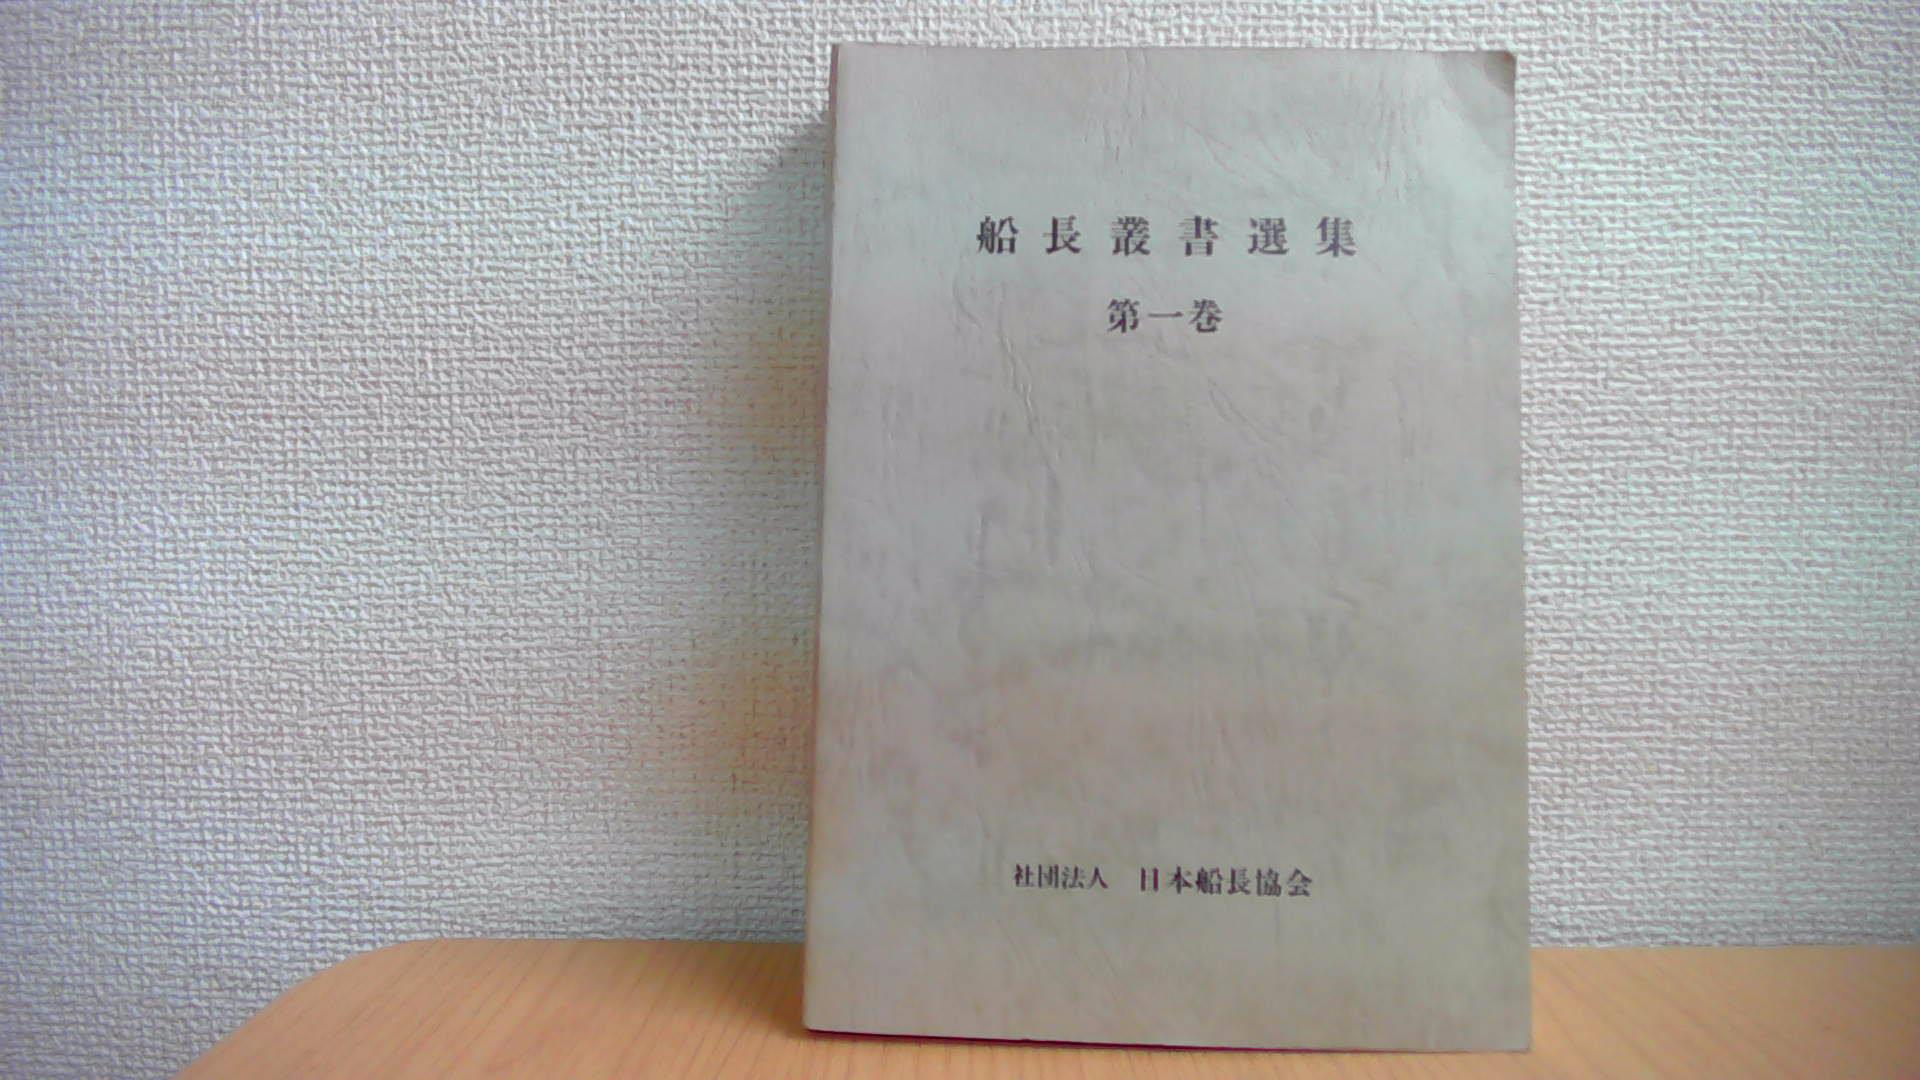 船長叢書選集
第一巻
社団法人 日本船長協会